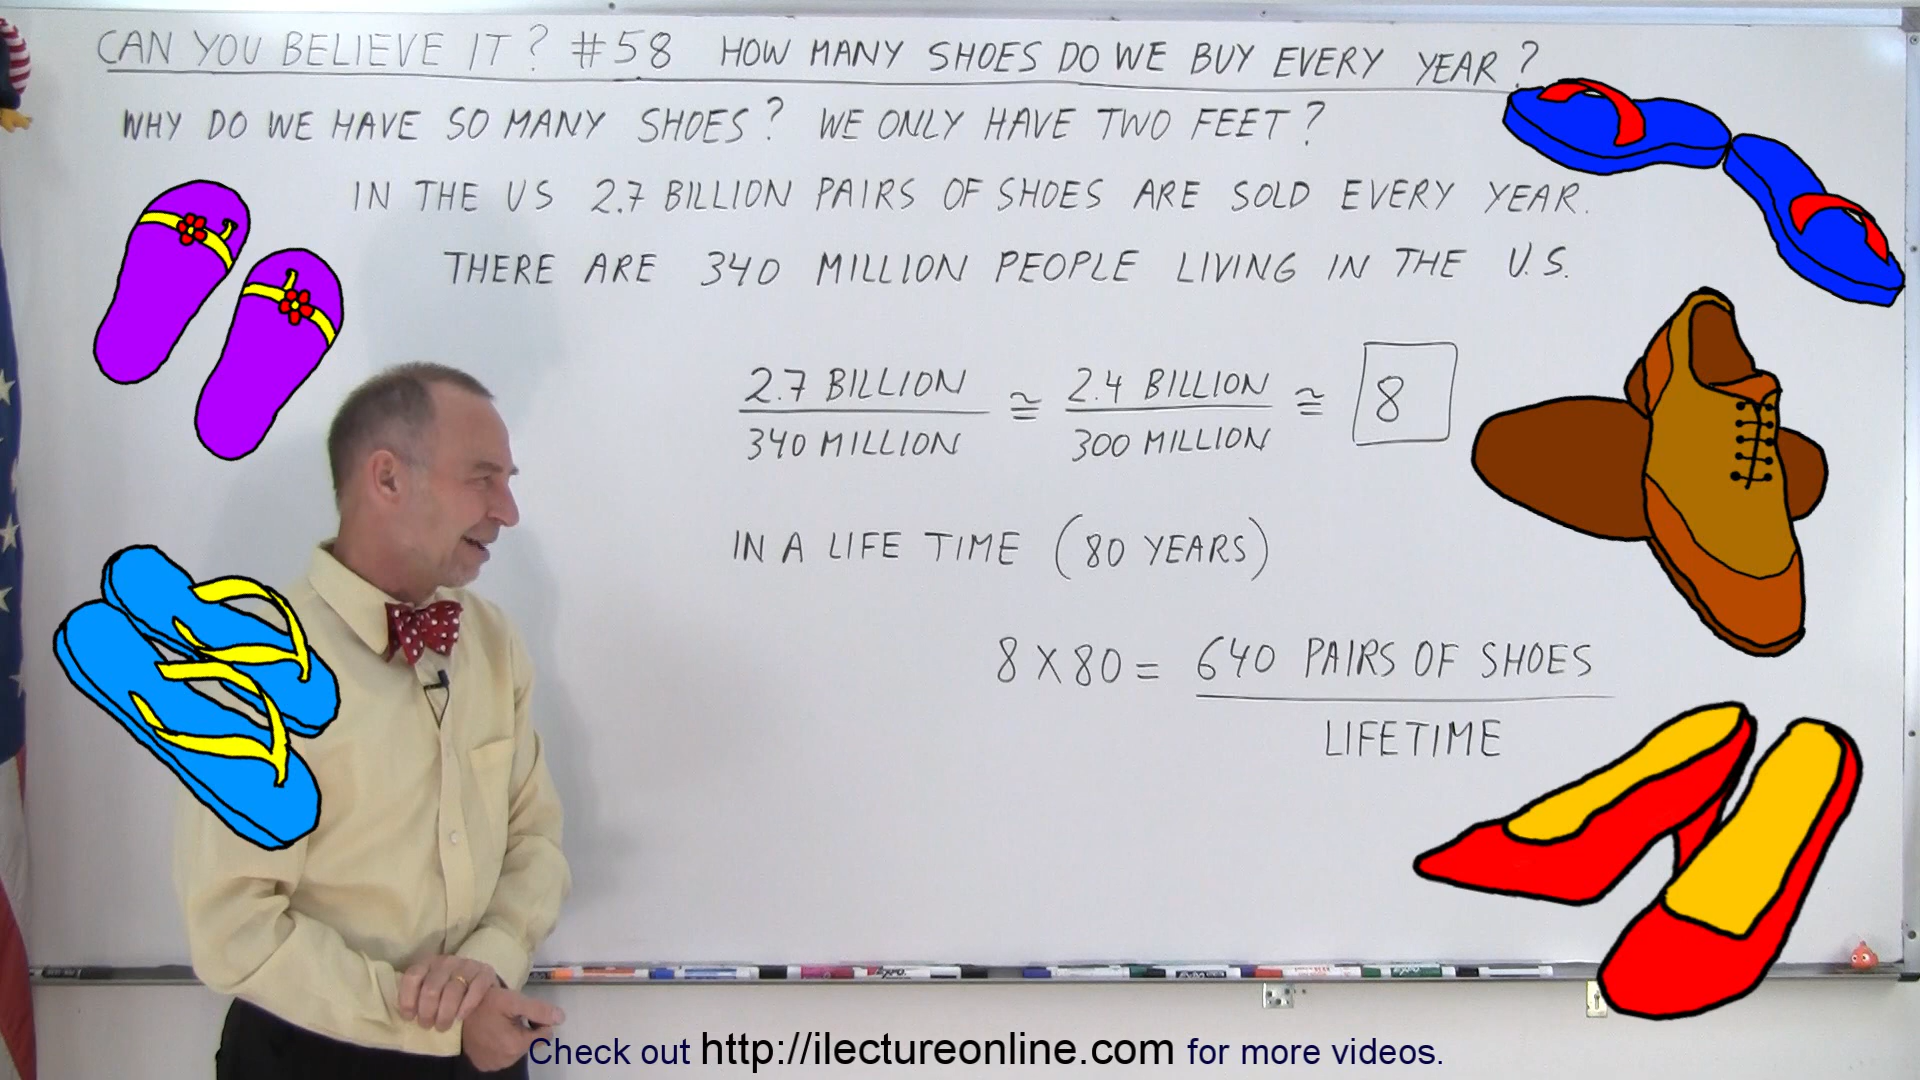 CAN YOU BELIEVE IT? #58 HOW MANY SHOES DO WE BUY EVERY YEAR?
WHY DO WE HAVE SO MANY SHOES? WE ONLY HAVE TWO FEET?
IN THE US 2.7 BILLION PAIRS OF SHOES ARE SOLD EVERY YEAR.
THERE ARE 340 MILLION PEOPLE LIVING IN THE U.S.
2.7 BILLION / 340 MILLION ≅ 2.4 BILLION / 300 MILLION ≅ 8
IN A LIFE TIME (80 YEARS)
8 X 80 = 640 PAIRS OF SHOES / LIFETIME
Check out http://ilectureonline.com for more videos.